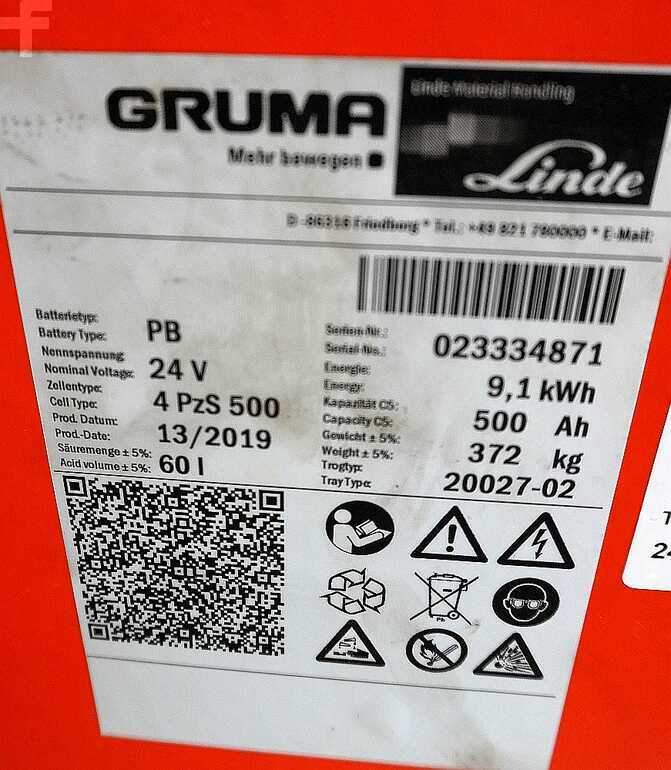 GRUMA
Mehr bewegen
Linde Material Handling
Linde
D-86316 Friedberg * Tel.: +49 821 780000 * E-Mail:
Batterietyp:
Battery Type: PB
Nennspannung
Nominal Voltage: 24 V
Zellentype:
Cell Type: 4 PzS 500
Prod. Datum:
Prod.-Date: 13/2019
Säuremenge ± 5%:
Acid volume ± 5%: 60 l
Serien-Nr.:
Serial-No.: 023334871
Energie:
Energy: 9,1 kWh
Kapazität C5:
Capacity C5: 500 Ah
Gewicht ± 5%:
Weight ± 5%: 372 kg
Trogtyp:
Tray Type: 20027-02
Pb
T
24